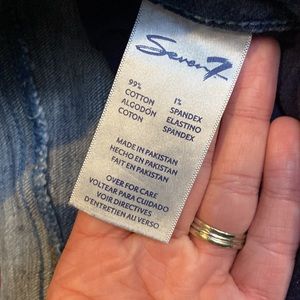 Seven7
99% 1%
COTTON SPANDEX
ALGODÓN ELASTINO
COTON SPANDEX
MADE IN PAKISTAN
HECHO EN PAKISTAN
FAIT EN PAKISTAN
OVER FOR CARE
VOLTEAR PARA CUIDADO
VOIR DIRECTIVES
D'ENTRETIEN AU VERSO